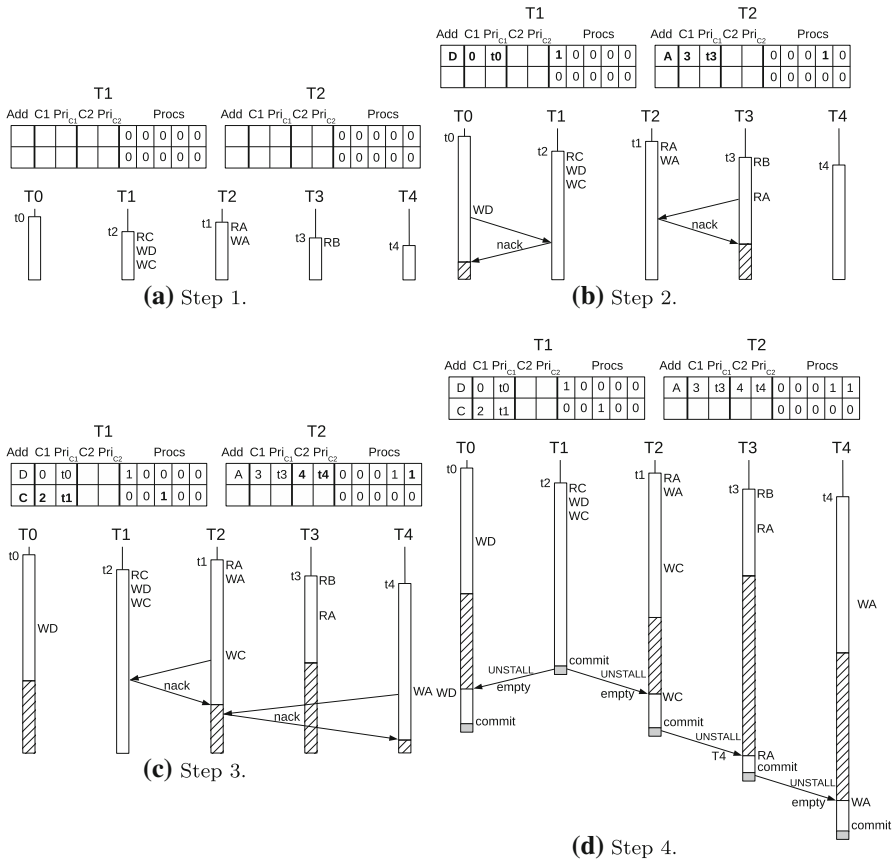 T1 T2
Add C1 Pri C1 C2 Pri C2 Procs Add C1 Pri C1 C2 Pri C2 Procs
0 0 0 0 0 0 0 0 0 0
0 0 0 0 0 0 0 0 0 0
T0 T1 T2 T3 T4
t0 t2 RC t1 RA t3 RB t4
WD WA
WC
(a) Step 1.
T1 T2
Add C1 Pri C1 C2 Pri C2 Procs Add C1 Pri C1 C2 Pri C2 Procs
D 0 t0 1 0 0 0 0 A 3 t3 0 0 0 1 0
0 0 0 0 0 0 0 0 0 0
T0 T1 T2 T3 T4
t0 t2 RC t1 RA t3 RB t4
WD WA
WC
WD RA
nack nack
(b) Step 2.
T1 T2
Add C1 Pri C1 C2 Pri C2 Procs Add C1 Pri C1 C2 Pri C2 Procs
D 0 t0 1 0 0 0 0 A 3 t3 4 t4 0 0 0 1 1
C 2 t1 0 0 1 0 0 0 0 0 0 0
T0 T1 T2 T3 T4
t0 t2 RC t1 RA t3 RB t4
WD WA
WC RA
WD
WC
nack WA
nack
(c) Step 3.
T1 T2
Add C1 Pri C1 C2 Pri C2 Procs Add C1 Pri C1 C2 Pri C2 Procs
D 0 t0 1 0 0 0 0 A 3 t3 4 t4 0 0 0 1 1
C 2 t1 0 0 1 0 0 0 0 0 0 0
T0 T1 T2 T3 T4
t0 t2 RC t1 RA t3 RB t4
WD WA
WC RA
WD
WC
WA
commit
UNSTALL UNSTALL
WD empty empty WC
commit commit
UNSTALL
T4 RA
commit
UNSTALL
empty WA
commit
(d) Step 4.